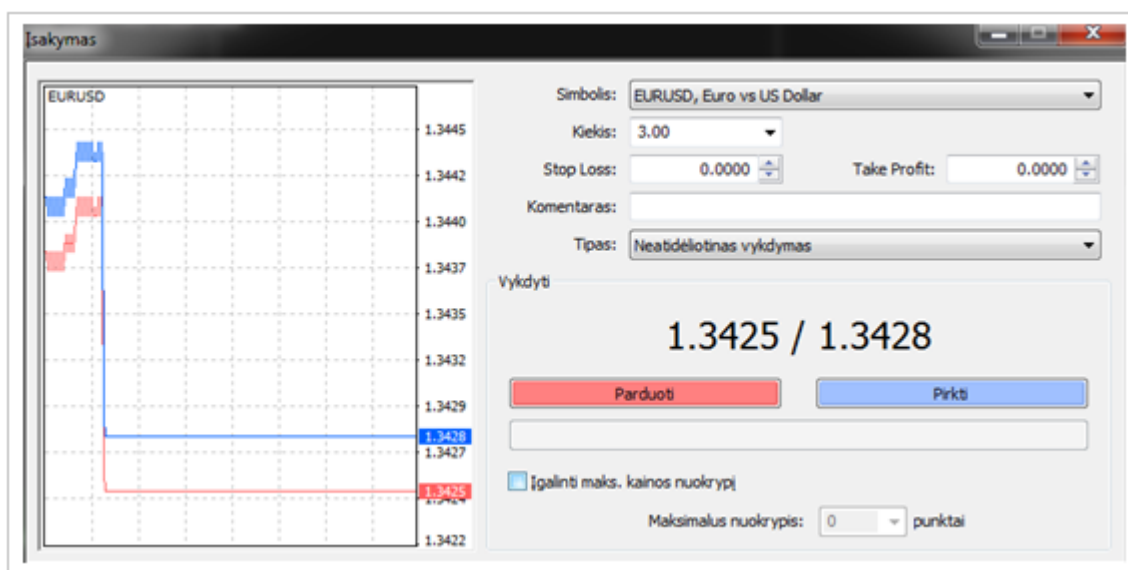 Įsakymas
EURUSD
1.3445
1.3442
1.3440
1.3437
1.3435
1.3432
1.3429
1.3428
1.3427
1.3425
1.3422
Simbolis: EURUSD, Euro vs US Dollar
Kiekis: 3.00
Stop Loss: 0.0000 Take Profit: 0.0000
Komentaras:
Tipas: Neatidėliotinas vykdymas
Vykdyti
1.3425 / 1.3428
Parduoti Pirkti
Įgalinti maks. kainos nuokrypį
Maksimalus nuokrypis: 0 punktai